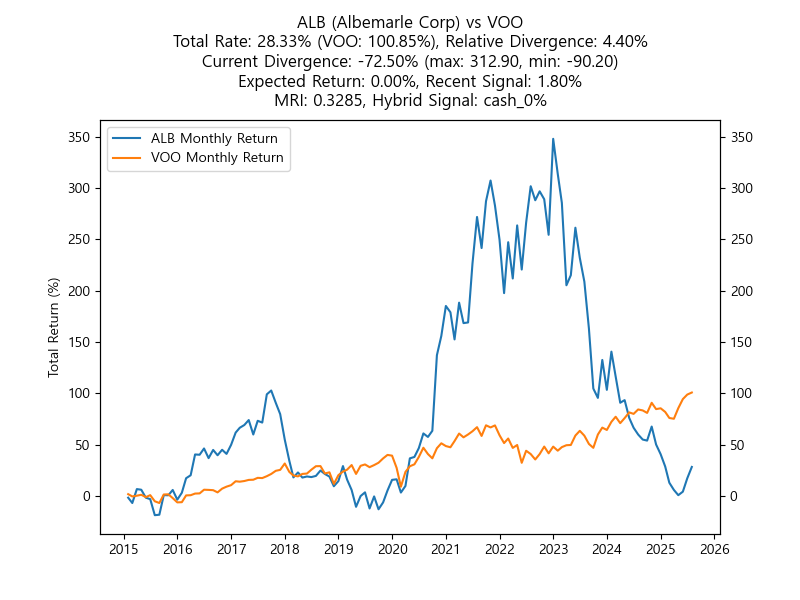 ALB (Albemarle Corp) vs VOO
Total Rate: 28.33% (VOO: 100.85%), Relative Divergence: 4.40%
Current Divergence: -72.50% (max: 312.90, min: -90.20)
Expected Return: 0.00%, Recent Signal: 1.80%
MRI: 0.3285, Hybrid Signal: cash_0%
ALB Monthly Return
VOO Monthly Return
Total Return (%)
350
300
250
200
150
100
50
0
350
300
250
200
150
100
50
0
2015 2016 2017 2018 2019 2020 2021 2022 2023 2024 2025 2026